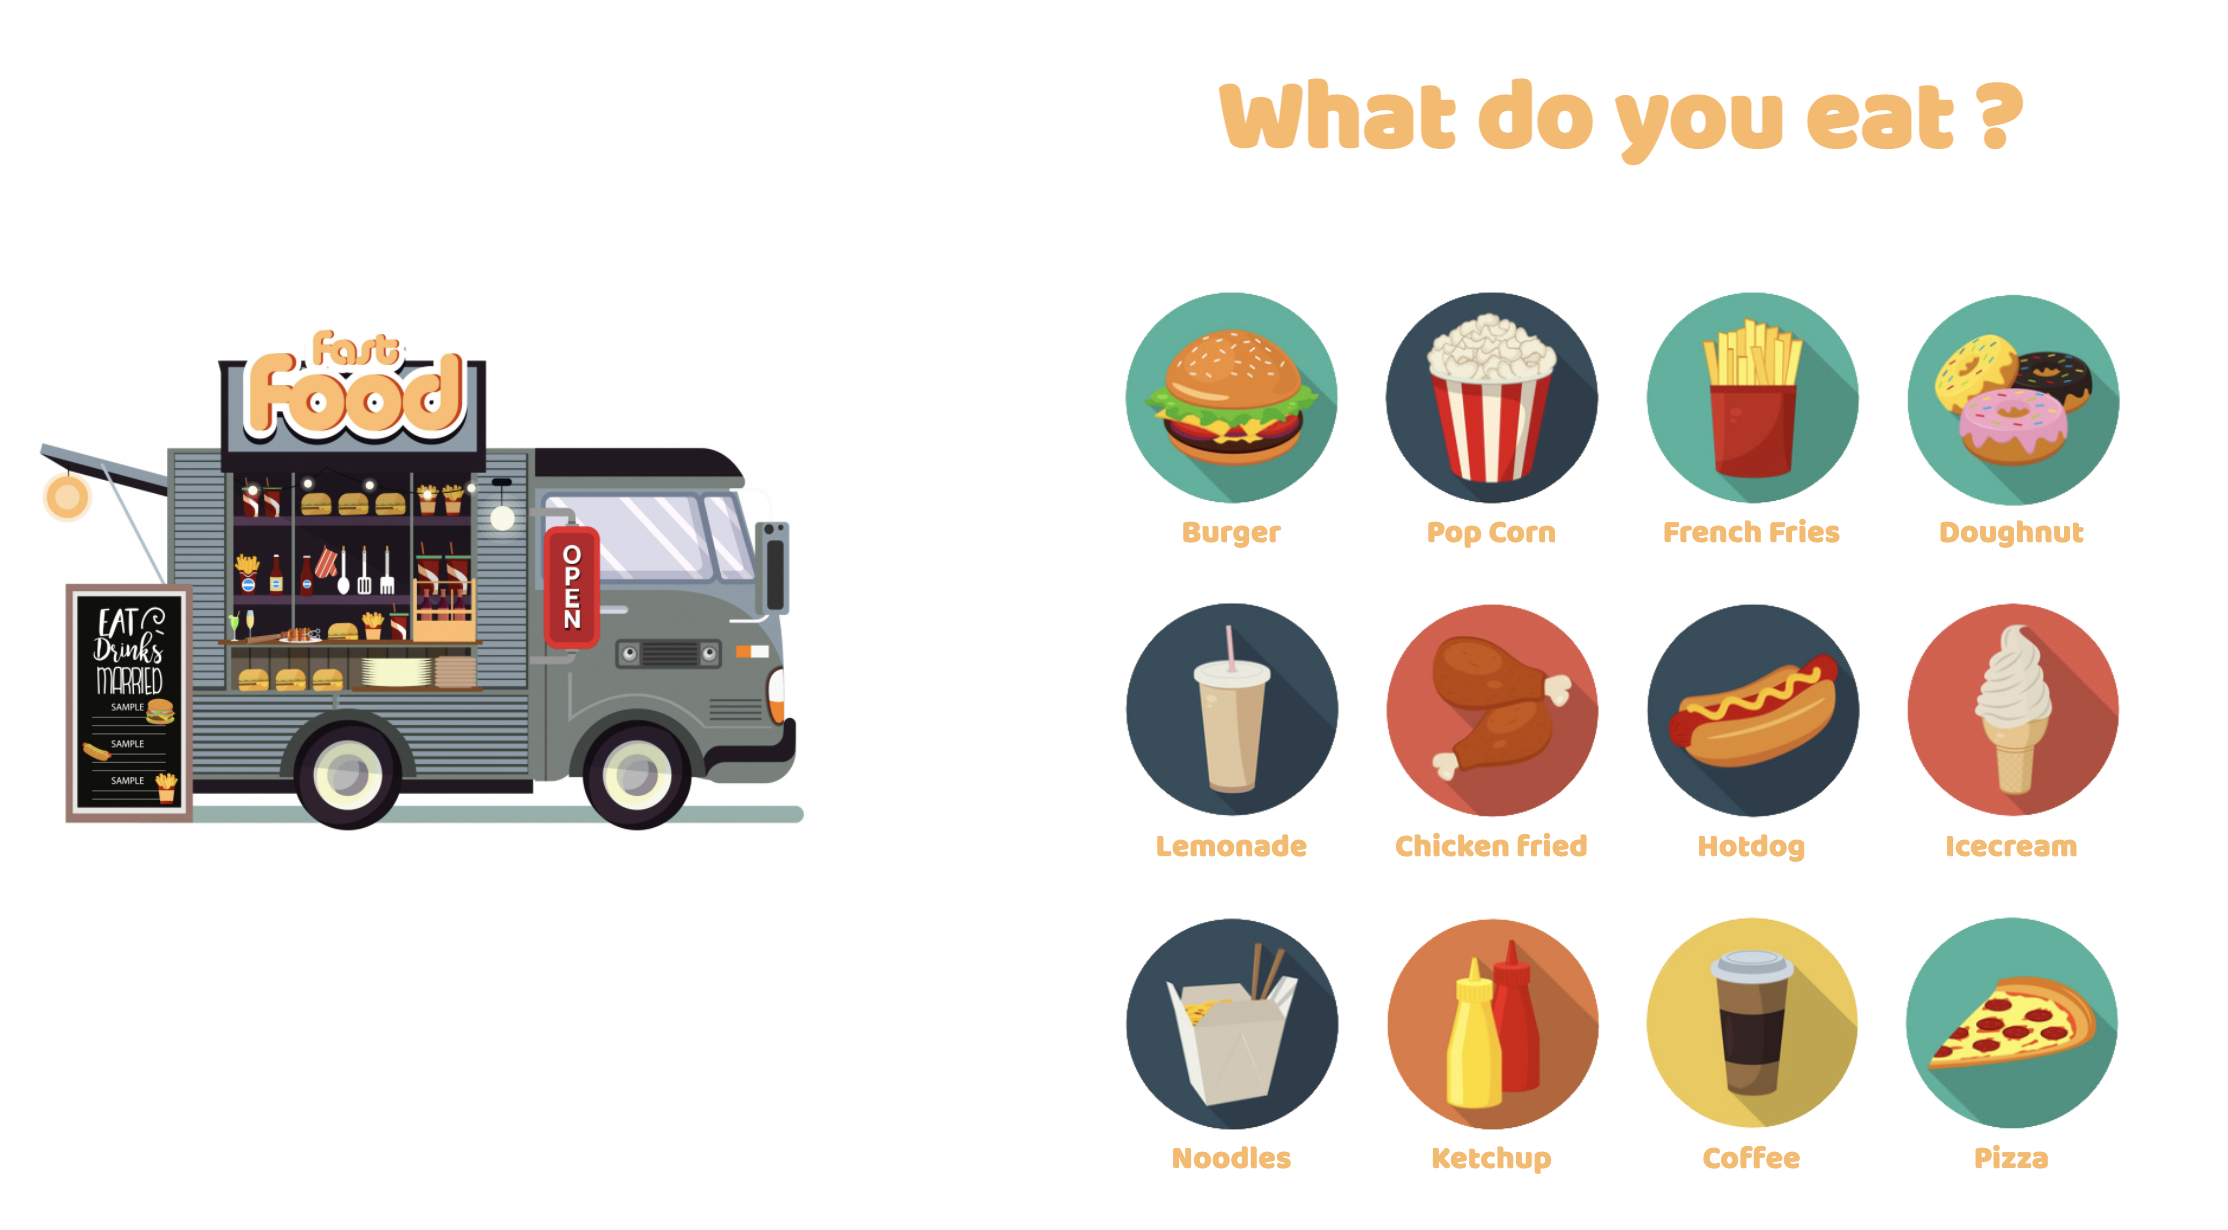 What do you eat ?
Fast
Food
OPEN
EAT
Drinks
MARRIED
SAMPLE
SAMPLE
SAMPLE
Burger
Pop Corn
French Fries
Doughnut
Lemonade
Chicken fried
Hotdog
Icecream
Noodles
Ketchup
Coffee
Pizza